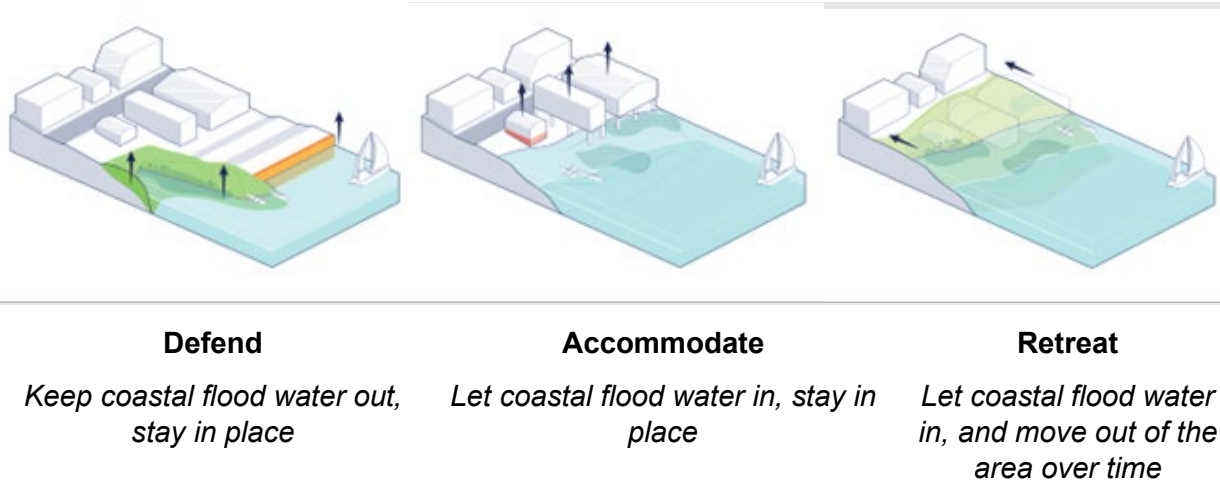 Defend
Keep coastal flood water out,
stay in place
Accommodate
Let coastal flood water in, stay in
place
Retreat
Let coastal flood water
in, and move out of the
area over time